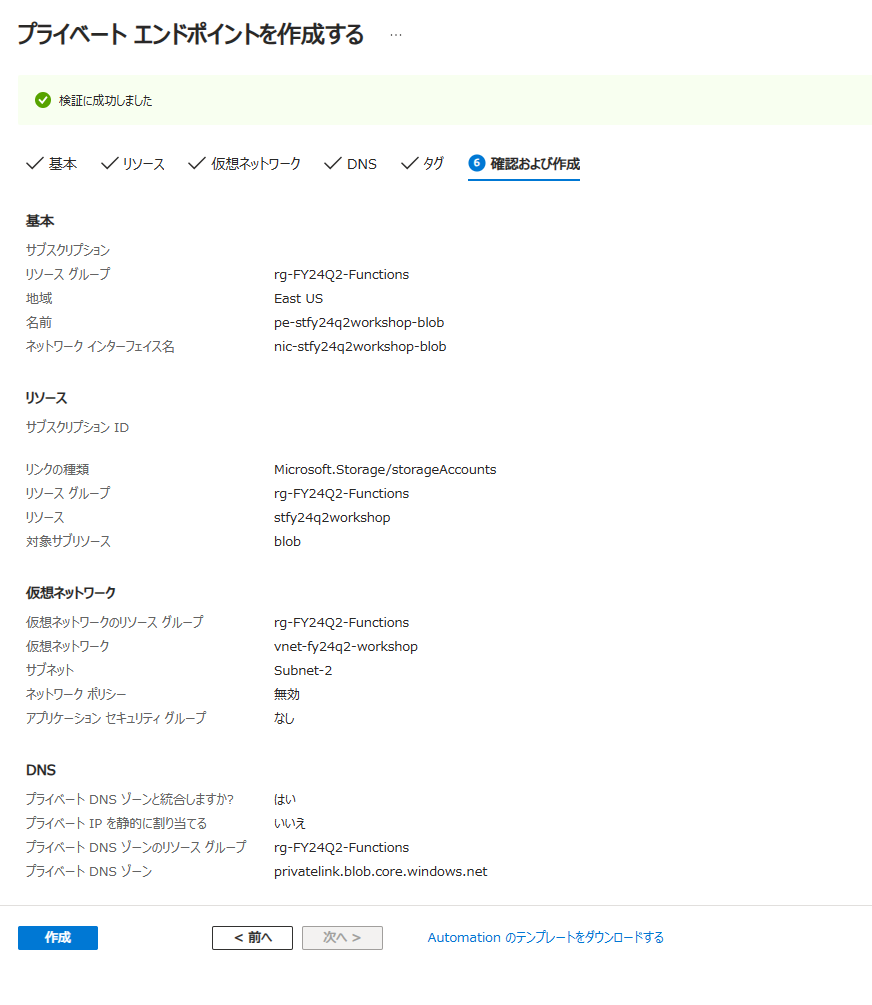 プライベート エンドポイントを作成する ...
検証に成功しました
基本 リソース 仮想ネットワーク DNS タグ 6 確認および作成
基本
サブスクリプション
リソース グループ rg-FY24Q2-Functions
地域 East US
名前 pe-stfy24q2workshop-blob
ネットワーク インターフェイス名 nic-stfy24q2workshop-blob
リソース
サブスクリプション ID
リンクの種類 Microsoft.Storage/storageAccounts
リソース グループ rg-FY24Q2-Functions
リソース stfy24q2workshop
対象サブリソース blob
仮想ネットワーク
仮想ネットワークのリソース グループ rg-FY24Q2-Functions
仮想ネットワーク vnet-fy24q2-workshop
サブネット Subnet-2
ネットワーク ポリシー 無効
アプリケーション セキュリティ グループ なし
DNS
プライベート DNS ゾーンと統合しますか? はい
プライベート IP を静的に割り当てる いいえ
プライベート DNS ゾーンのリソース グループ rg-FY24Q2-Functions
プライベート DNS ゾーン privatelink.blob.core.windows.net
作成 < 前へ 次へ > Automation のテンプレートをダウンロードする